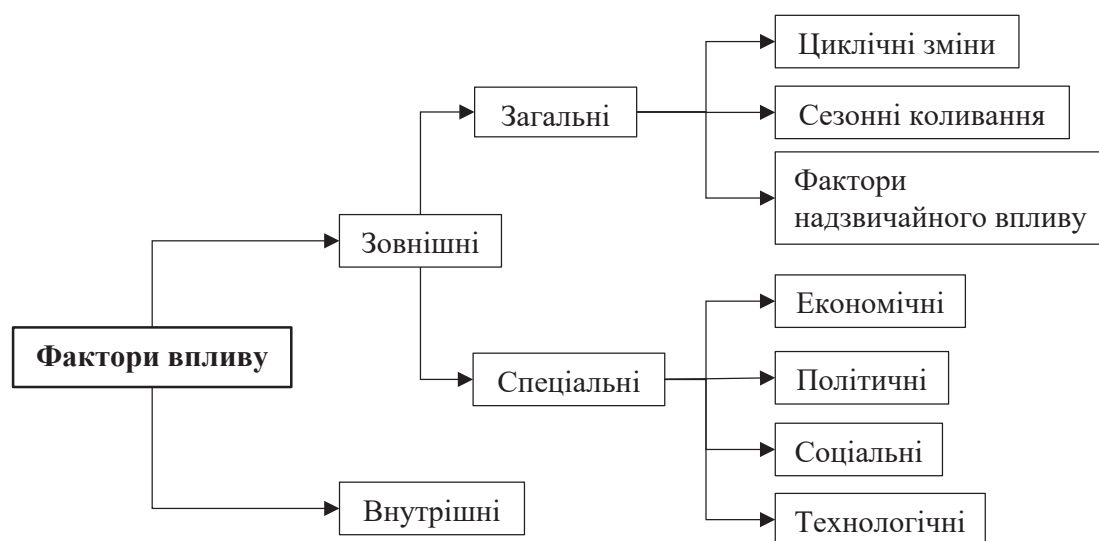 Фактори впливу
Зовнішні
Внутрішні
Загальні
Спеціальні
Циклічні зміни
Сезонні коливання
Фактори
надзвичайного впливу
Економічні
Політичні
Соціальні
Технологічні